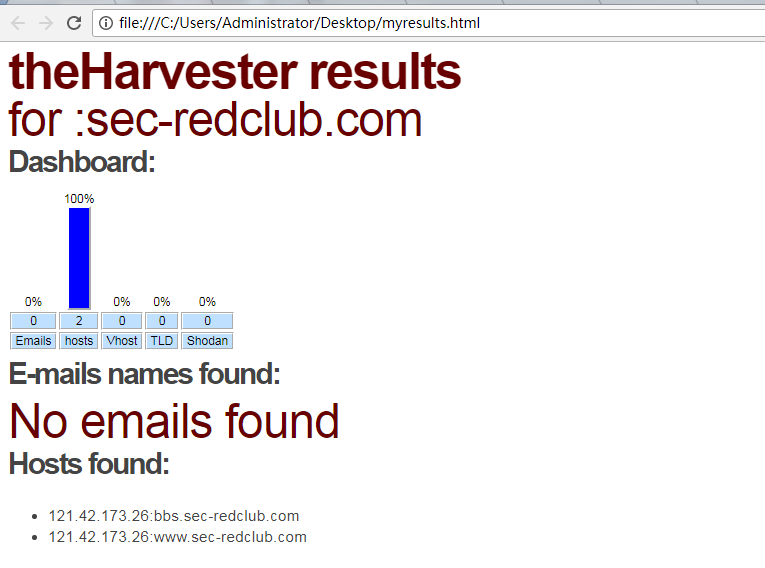 file:///C:/Users/Administrator/Desktop/myresults.html
theHarvester results
for :sec-redclub.com
Dashboard:
100%
0% 0% 0% 0%
0 2 0 0 0
Emails hosts Vhost TLD Shodan
E-mails names found:
No emails found
Hosts found:
121.42.173.26:bbs.sec-redclub.com
121.42.173.26:www.sec-redclub.com